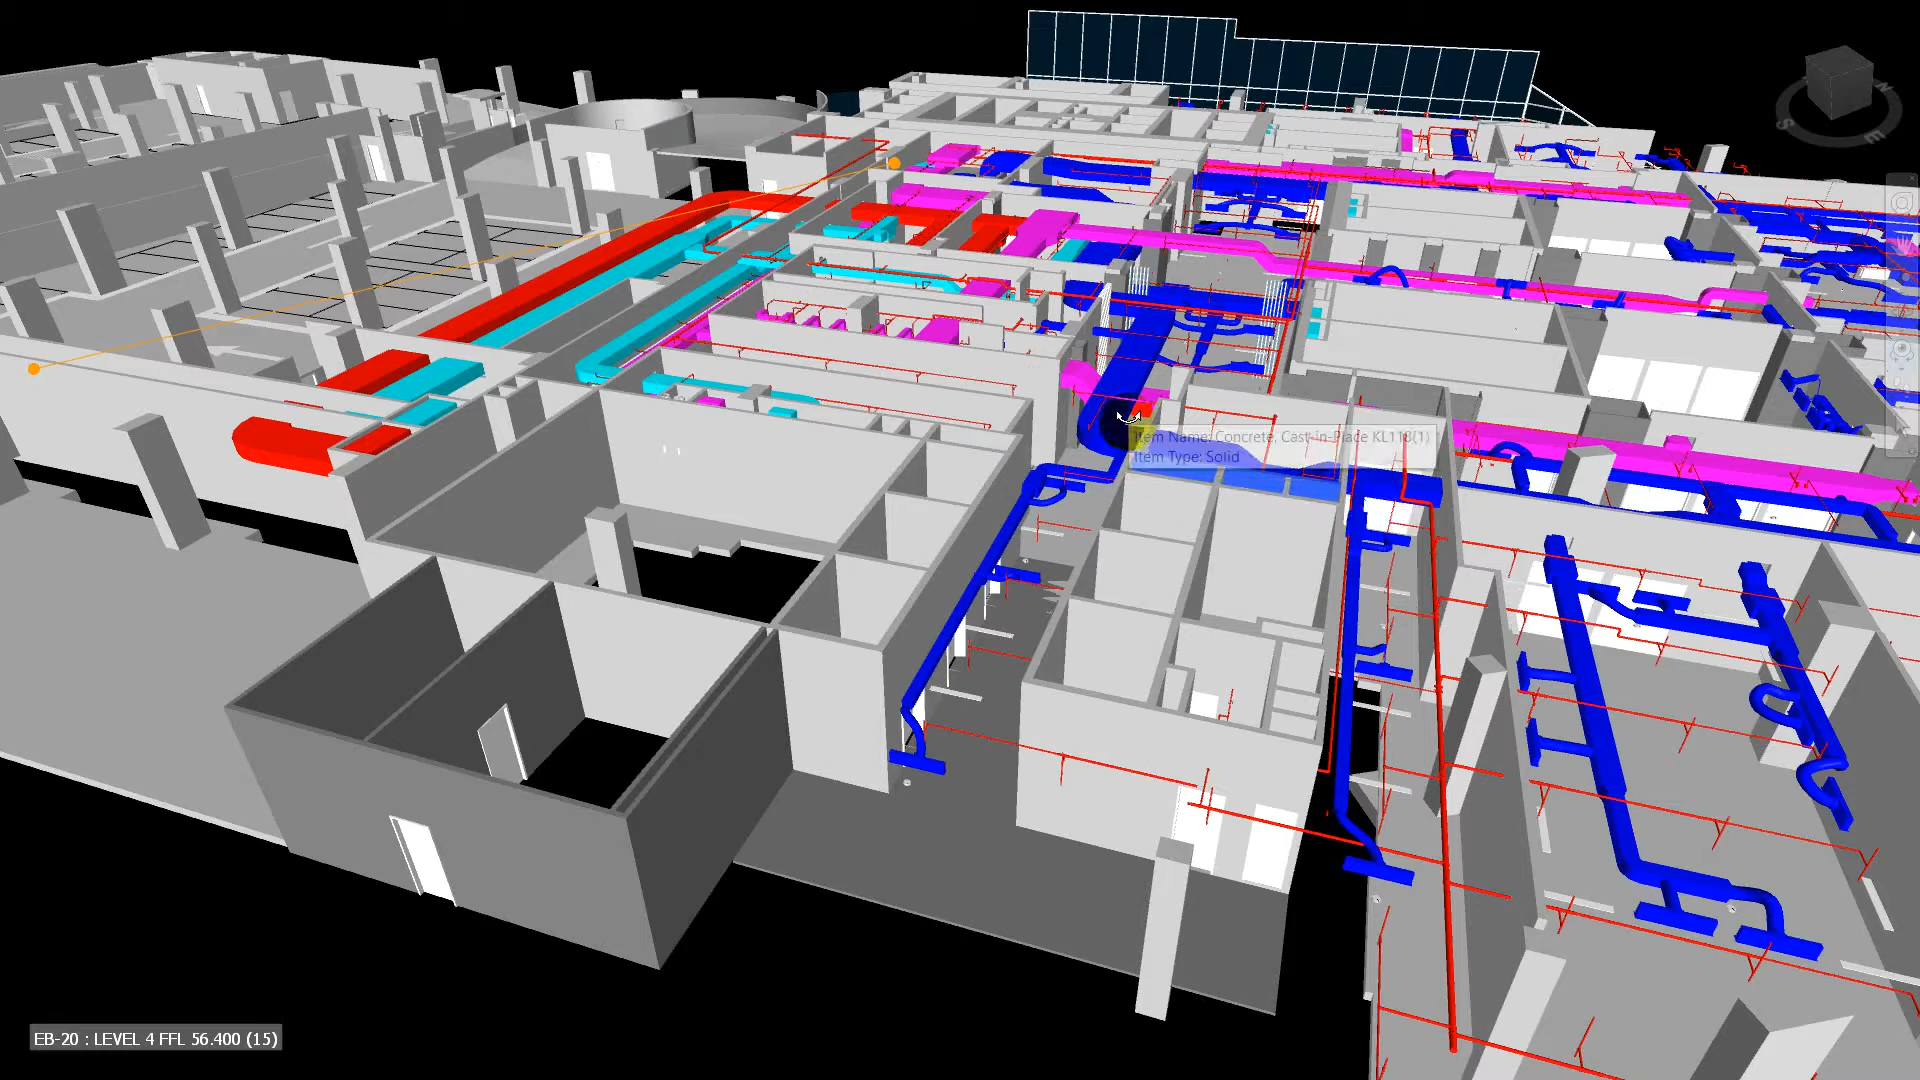 N
S
E
Item Name: Concrete, Cast-in-Place KL118(1)
Item Type: Solid
EB-20 : LEVEL 4 FFL 56.400 (15)